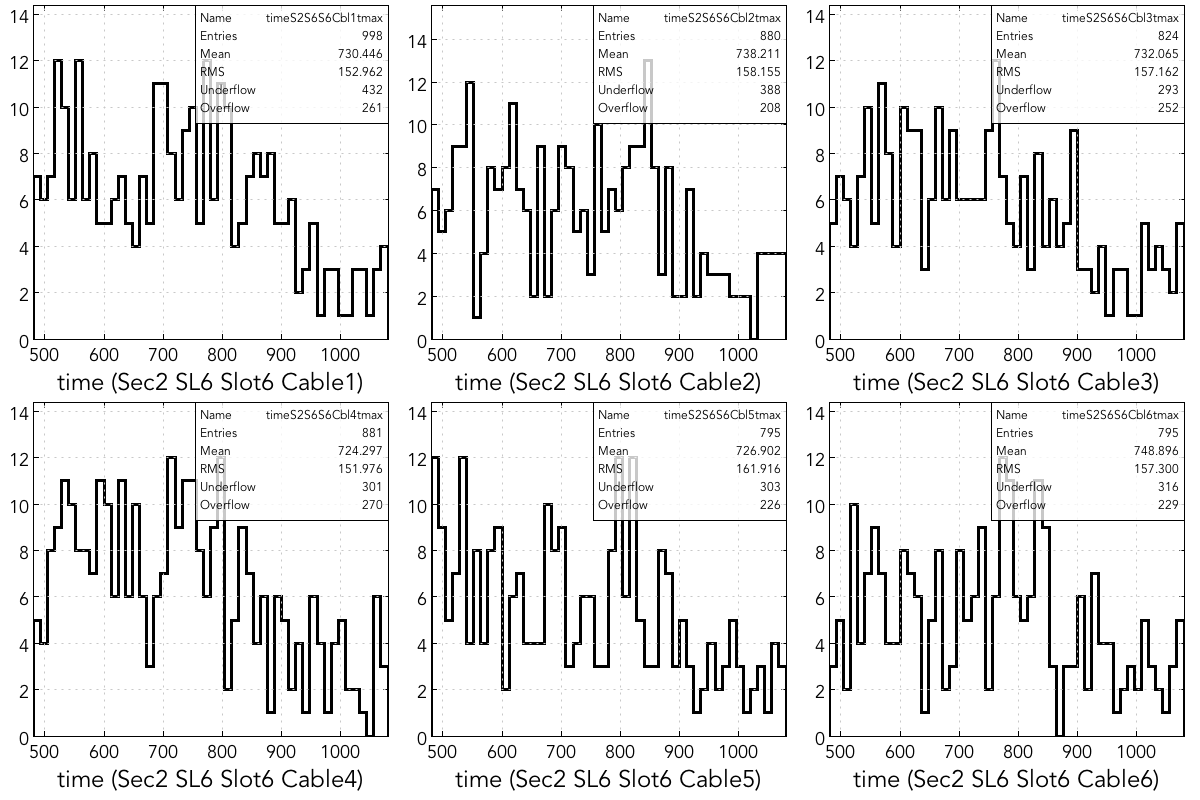 14
12
10
8
6
4
2
0
500 600 700 800 900 1000
time (Sec2 SL6 Slot6 Cable1)
Name timeS2S6S6Cbl1tmax
Entries 998
Mean 730.446
RMS 152.962
Underflow 432
Overflow 261
14
12
10
8
6
4
2
0
500 600 700 800 900 1000
time (Sec2 SL6 Slot6 Cable2)
Name timeS2S6S6Cbl2tmax
Entries 880
Mean 738.211
RMS 158.155
Underflow 388
Overflow 208
14
12
10
8
6
4
2
0
500 600 700 800 900 1000
time (Sec2 SL6 Slot6 Cable3)
Name timeS2S6S6Cbl3tmax
Entries 824
Mean 732.065
RMS 157.162
Underflow 293
Overflow 252
14
12
10
8
6
4
2
0
500 600 700 800 900 1000
time (Sec2 SL6 Slot6 Cable4)
Name timeS2S6S6Cbl4tmax
Entries 881
Mean 724.297
RMS 151.976
Underflow 301
Overflow 270
14
12
10
8
6
4
2
0
500 600 700 800 900 1000
time (Sec2 SL6 Slot6 Cable5)
Name timeS2S6S6Cbl5tmax
Entries 795
Mean 726.902
RMS 161.916
Underflow 303
Overflow 226
14
12
10
8
6
4
2
0
500 600 700 800 900 1000
time (Sec2 SL6 Slot6 Cable6)
Name timeS2S6S6Cbl6tmax
Entries 795
Mean 748.896
RMS 157.300
Underflow 316
Overflow 229